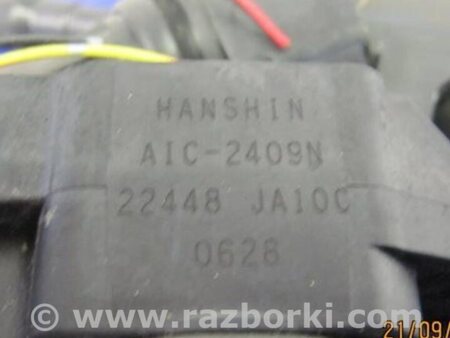 HANSHIN
AIC-2409N
22448 JA10C
0628
www.razborki.com
21/09/